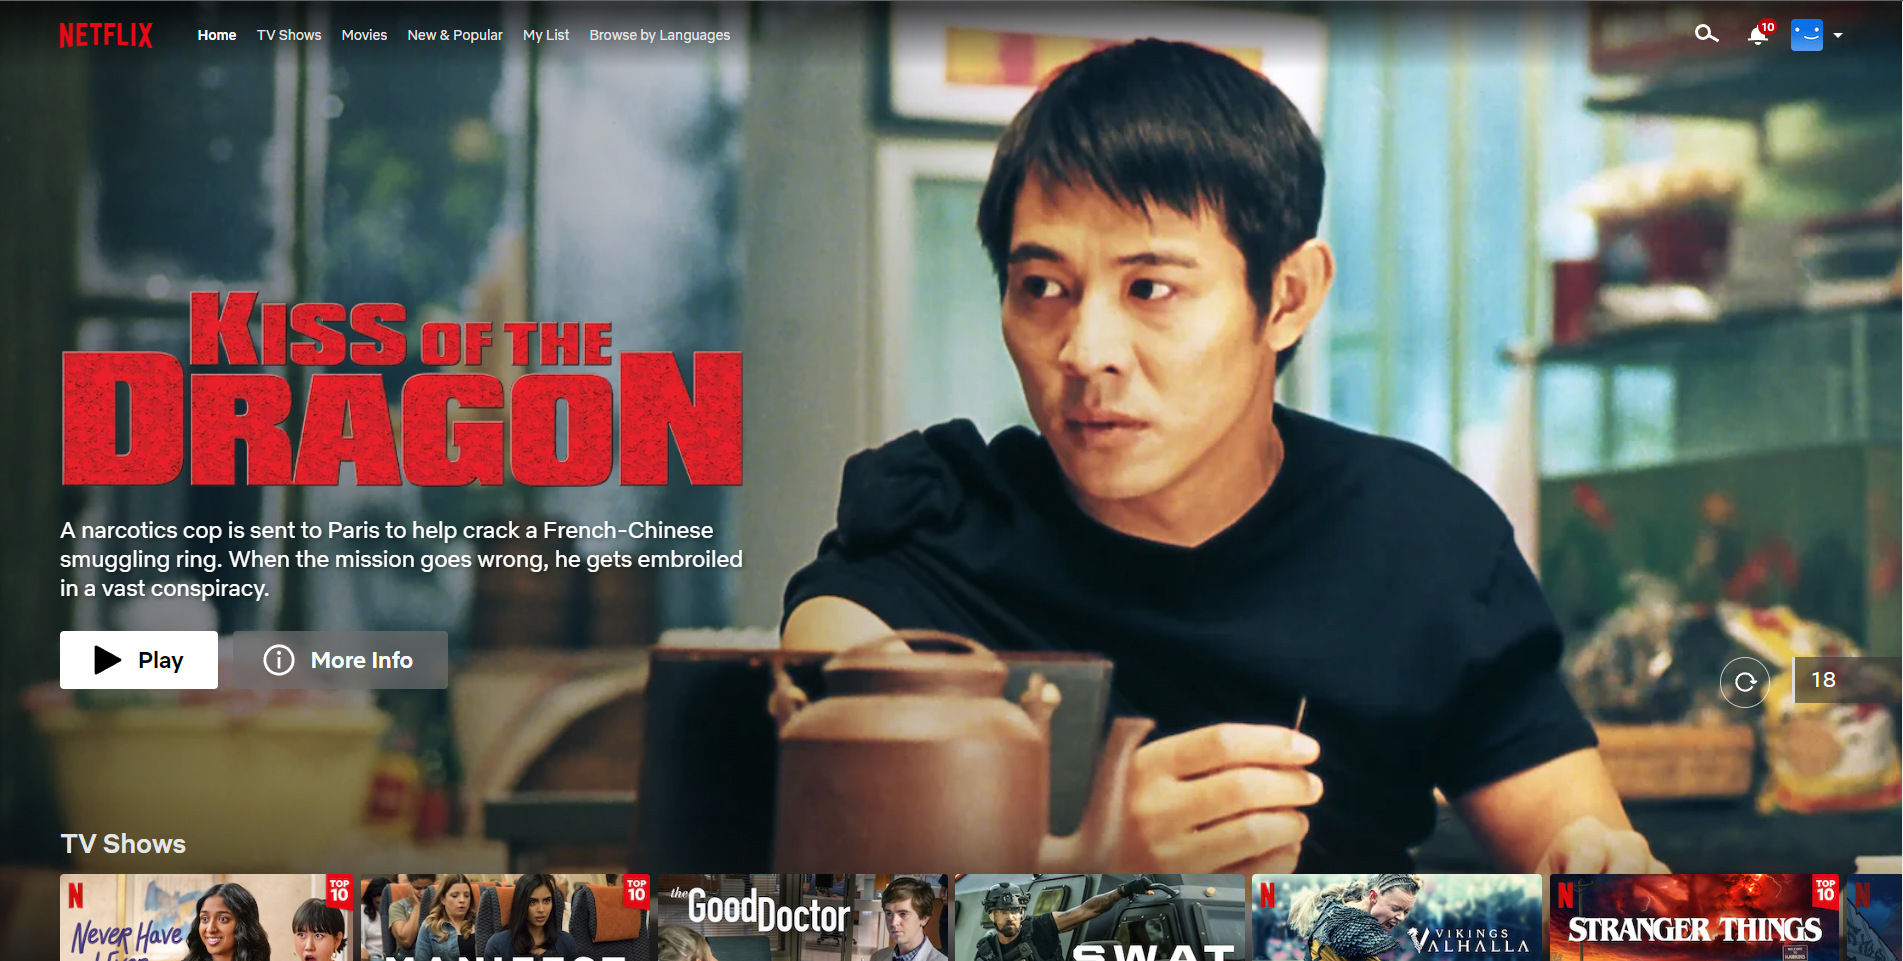 NETFLIX
Home TV Shows Movies New & Popular My List Browse by Languages
10
KISS OF THE
DRAGON
A narcotics cop is sent to Paris to help crack a French-Chinese
smuggling ring. When the mission goes wrong, he gets embroiled
in a vast conspiracy.
Play More Info
18
TV Shows
N TOP 10
Never Have
I Ever
TOP 10
MANIFEST
the Good Doctor
SWAT
N
VIKINGS
VALHALLA
N TOP 10
STRANGER THINGS
N